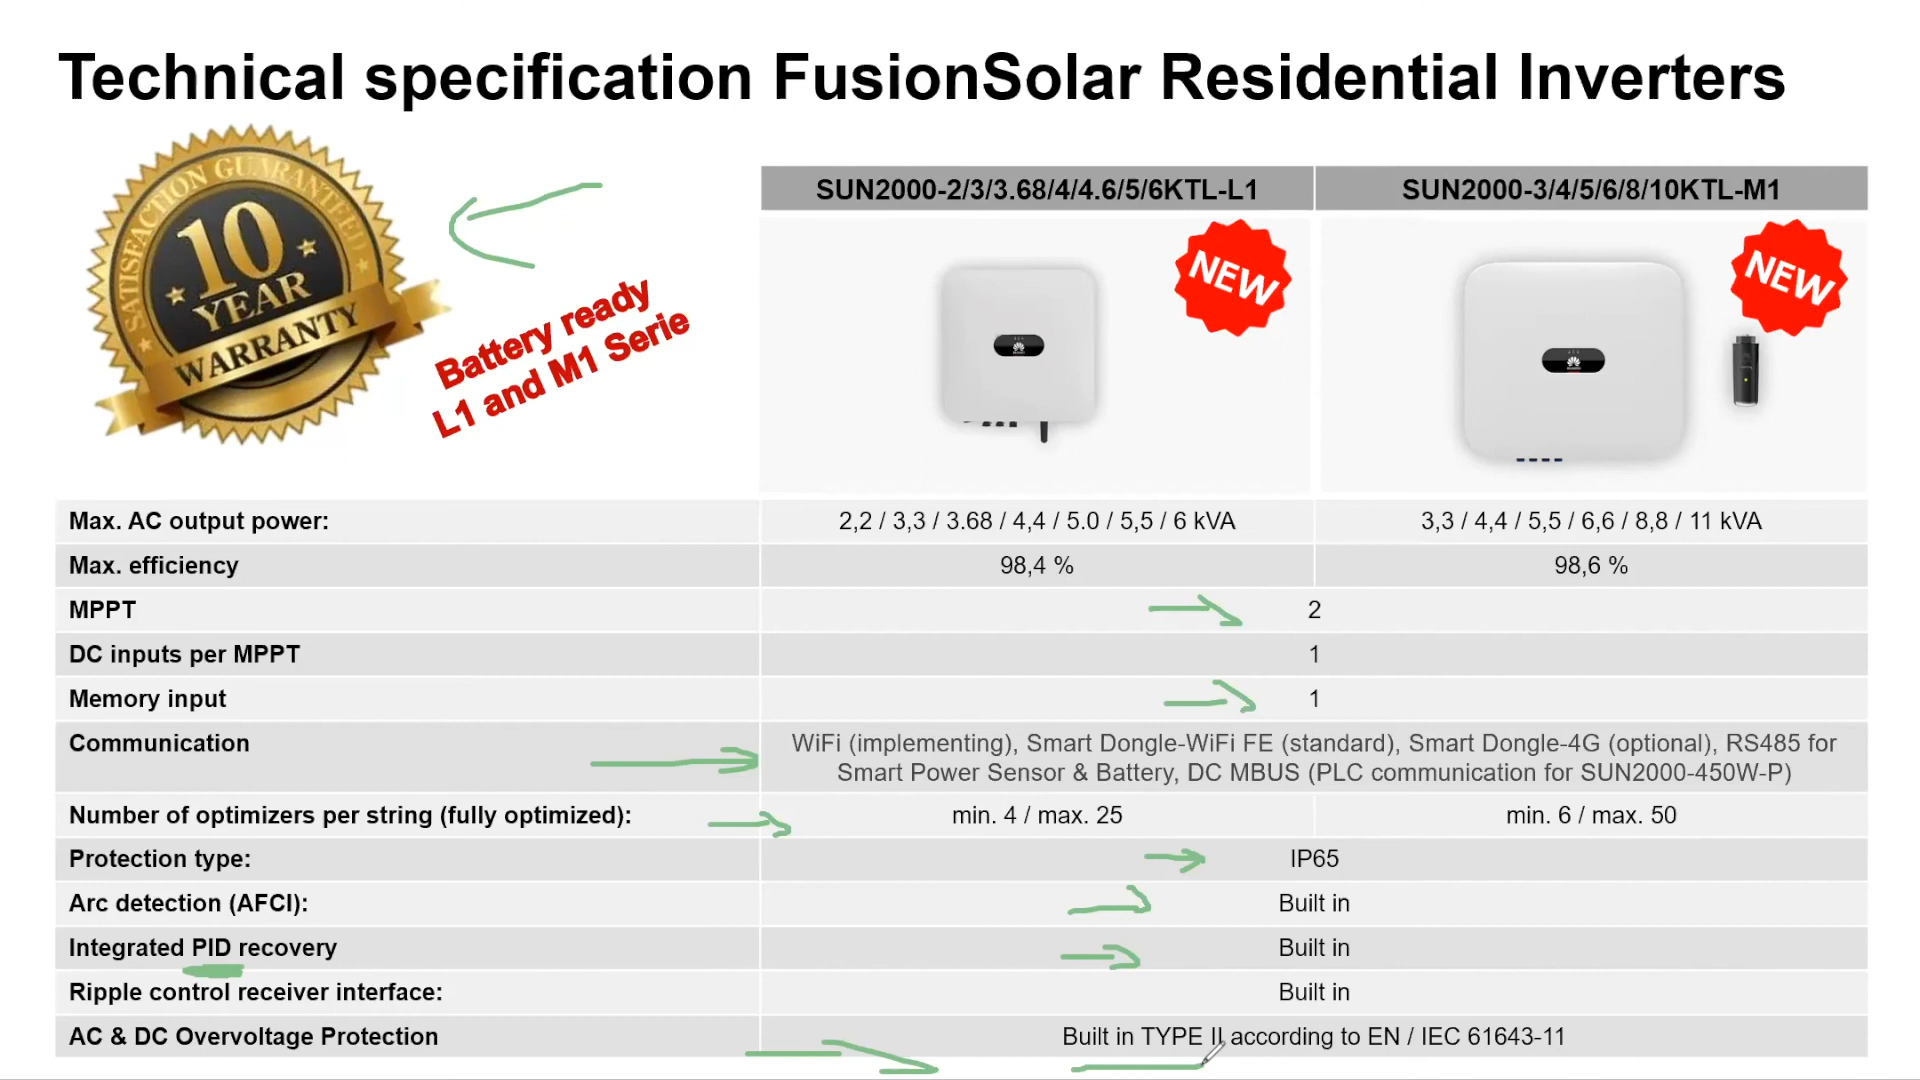 Technical specification FusionSolar Residential Inverters
SATISFACTION GUARANTEED
10
YEAR
WARRANTY
Battery ready
L1 and M1 Serie
SUN2000-2/3/3.68/4/4.6/5/6KTL-L1
SUN2000-3/4/5/6/8/10KTL-M1
NEW
NEW
Max. AC output power:
2,2 / 3,3 / 3.68 / 4,4 / 5.0 / 5,5 / 6 kVA
3,3 / 4,4 / 5,5 / 6,6 / 8,8 / 11 kVA
Max. efficiency
98,4 %
98,6 %
MPPT
2
DC inputs per MPPT
1
Memory input
1
Communication
WiFi (implementing), Smart Dongle-WiFi FE (standard), Smart Dongle-4G (optional), RS485 for
Smart Power Sensor & Battery, DC MBUS (PLC communication for SUN2000-450W-P)
Number of optimizers per string (fully optimized):
min. 4 / max. 25
min. 6 / max. 50
Protection type:
IP65
Arc detection (AFCI):
Built in
Integrated PID recovery
Built in
Ripple control receiver interface:
Built in
AC & DC Overvoltage Protection
Built in TYPE II according to EN / IEC 61643-11